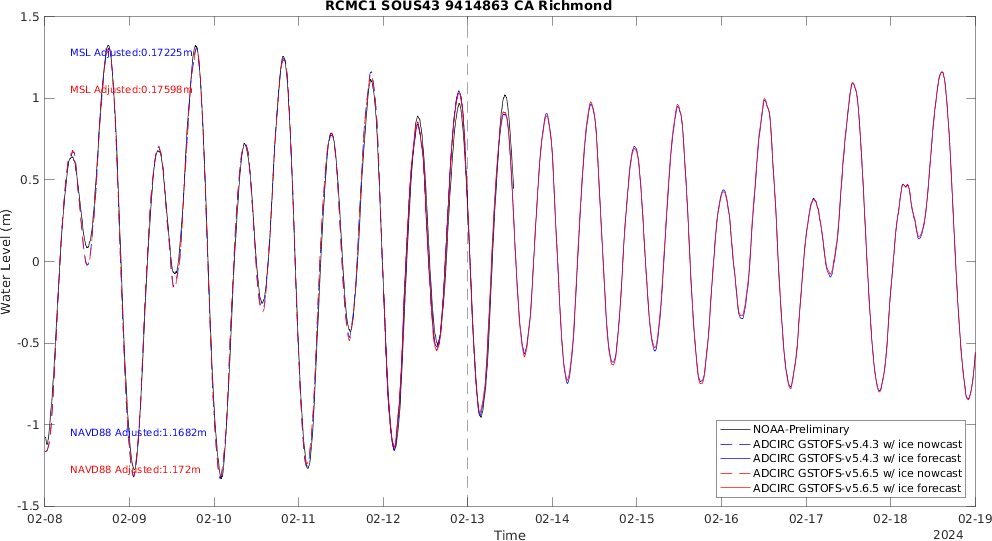 RCMC1 SOUS43 9414863 CA Richmond
1.5
1
0.5
0
-0.5
-1
-1.5
Water Level (m)
MSL Adjusted:0.17225m
MSL Adjusted:0.17598m
NAVD88 Adjusted:1.1682m
NAVD88 Adjusted:1.172m
NOAA-Preliminary
ADCIRC GSTOFS-v5.4.3 w/ ice nowcast
ADCIRC GSTOFS-v5.4.3 w/ ice forecast
ADCIRC GSTOFS-v5.6.5 w/ ice nowcast
ADCIRC GSTOFS-v5.6.5 w/ ice forecast
02-08 02-09 02-10 02-11 02-12 02-13 02-14 02-15 02-16 02-17 02-18 02-19
Time
2024